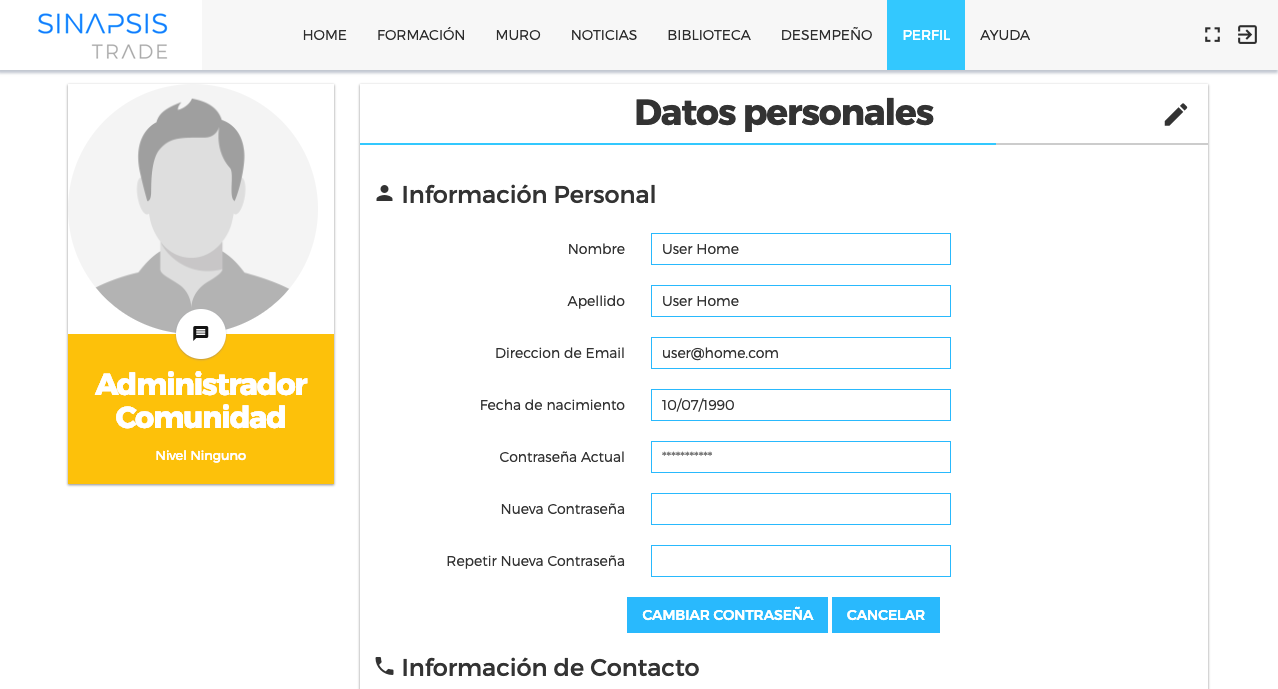 SINAPSIS
TRADE
HOME FORMACIÓN MURO NOTICIAS BIBLIOTECA DESEMPEÑO PERFIL AYUDA
Administrador
Comunidad
Nivel Ninguno
Datos personales
Información Personal
Nombre User Home
Apellido User Home
Direccion de Email user@home.com
Fecha de nacimiento 10/07/1990
Contraseña Actual ***********
Nueva Contraseña
Repetir Nueva Contraseña
CAMBIAR CONTRASEÑA CANCELAR
Información de Contacto